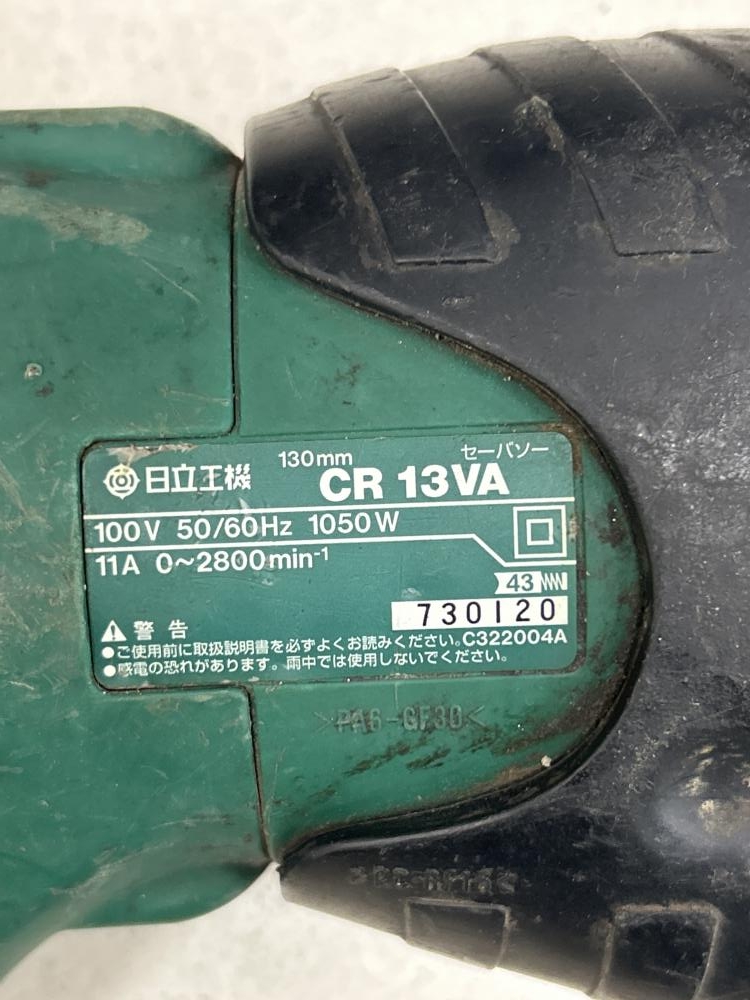 130mm セーバソー
日立工機 CR 13VA
100V 50/60Hz 1050W
11A 0～2800min-1
43
730120
警告
●ご使用前に取扱説明書を必ずよくお読みください。C322004A
●感電の恐れがあります。雨中では使用しないでください。
>PA6-GF30<